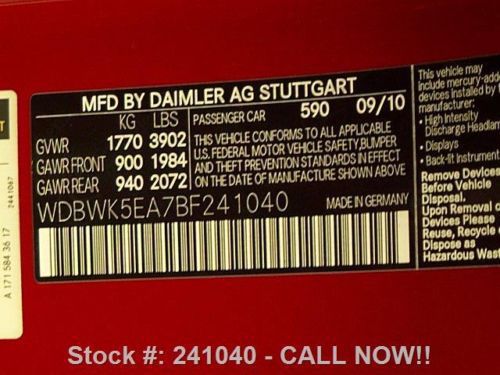 MFD BY DAIMLER AG STUTTGART
KG LBS
PASSENGER CAR 590 09/10
GVWR 1770 3902
GAWR FRONT 900 1984
GAWR REAR 940 2072
THIS VEHICLE CONFORMS TO ALL APPLICABLE
U.S. FEDERAL MOTOR VEHICLE SAFETY,BUMPER
AND THEFT PREVENTION STANDARDS IN EFFECT
ON THE DATE OF MANUFACTURE SHOWN ABOVE
WDBWK5EA7BF241040
MADE IN GERMANY
This vehicle may
include mercury-adde
devices installed by t
manufacturer:
• High Intensity
Discharge Headlam
• Displays
• Back-lit Instrument
Remove Devices
Before Vehicle
Disposal.
Upon Removal o
Devices Please
Reuse, Recycle o
Dispose as
Hazardous Wast
A 171 584 36 17
Stock #: 241040 - CALL NOW!!